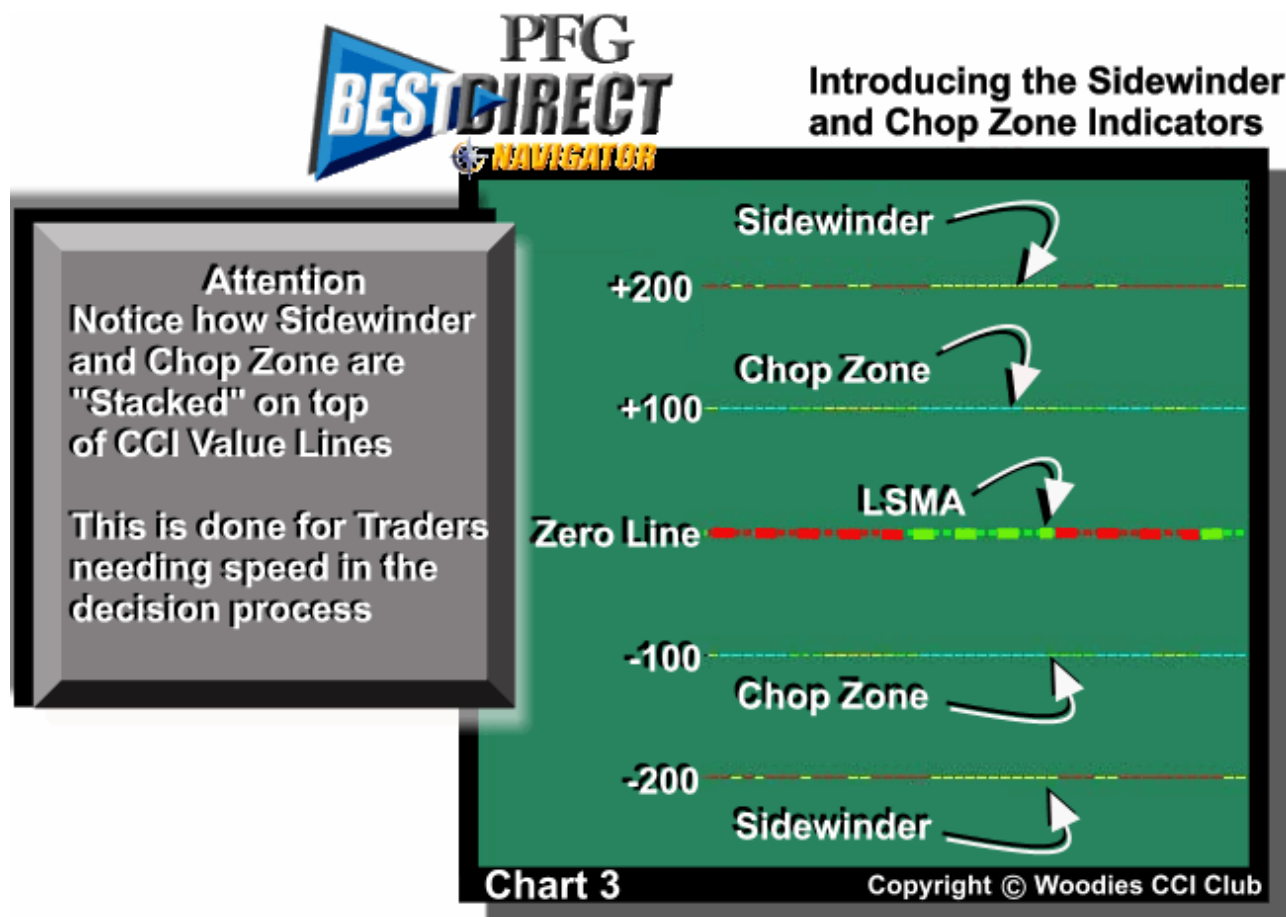 PFG
BESTDIRECT
NAVIGATOR
Introducing the Sidewinder
and Chop Zone Indicators
Attention
Notice how Sidewinder
and Chop Zone are
"Stacked" on top
of CCI Value Lines
This is done for Traders
needing speed in the
decision process
Sidewinder
+200
Chop Zone
+100
LSMA
Zero Line
-100
Chop Zone
-200
Sidewinder
Chart 3
Copyright © Woodies CCI Club